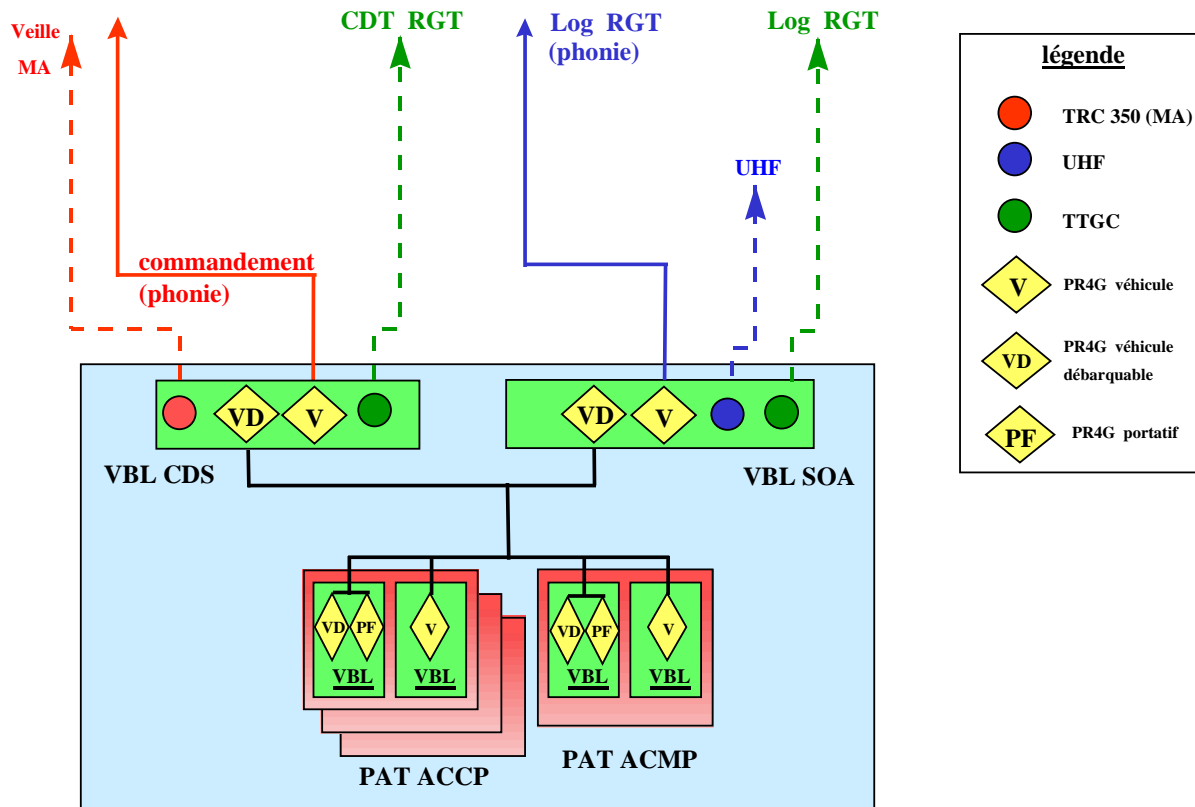 Veille
MA
CDT RGT
Log RGT
(phonie)
Log RGT
UHF
commandement
(phonie)
légende
TRC 350 (MA)
UHF
TTGC
V
PR4G véhicule
VD
PR4G véhicule
débarquable
PF
PR4G portatif
VD
V
VD
V
VBL CDS
VBL SOA
VD
PF
V
VBL
VBL
VD
PF
V
VBL
VBL
PAT ACCP
PAT ACMP